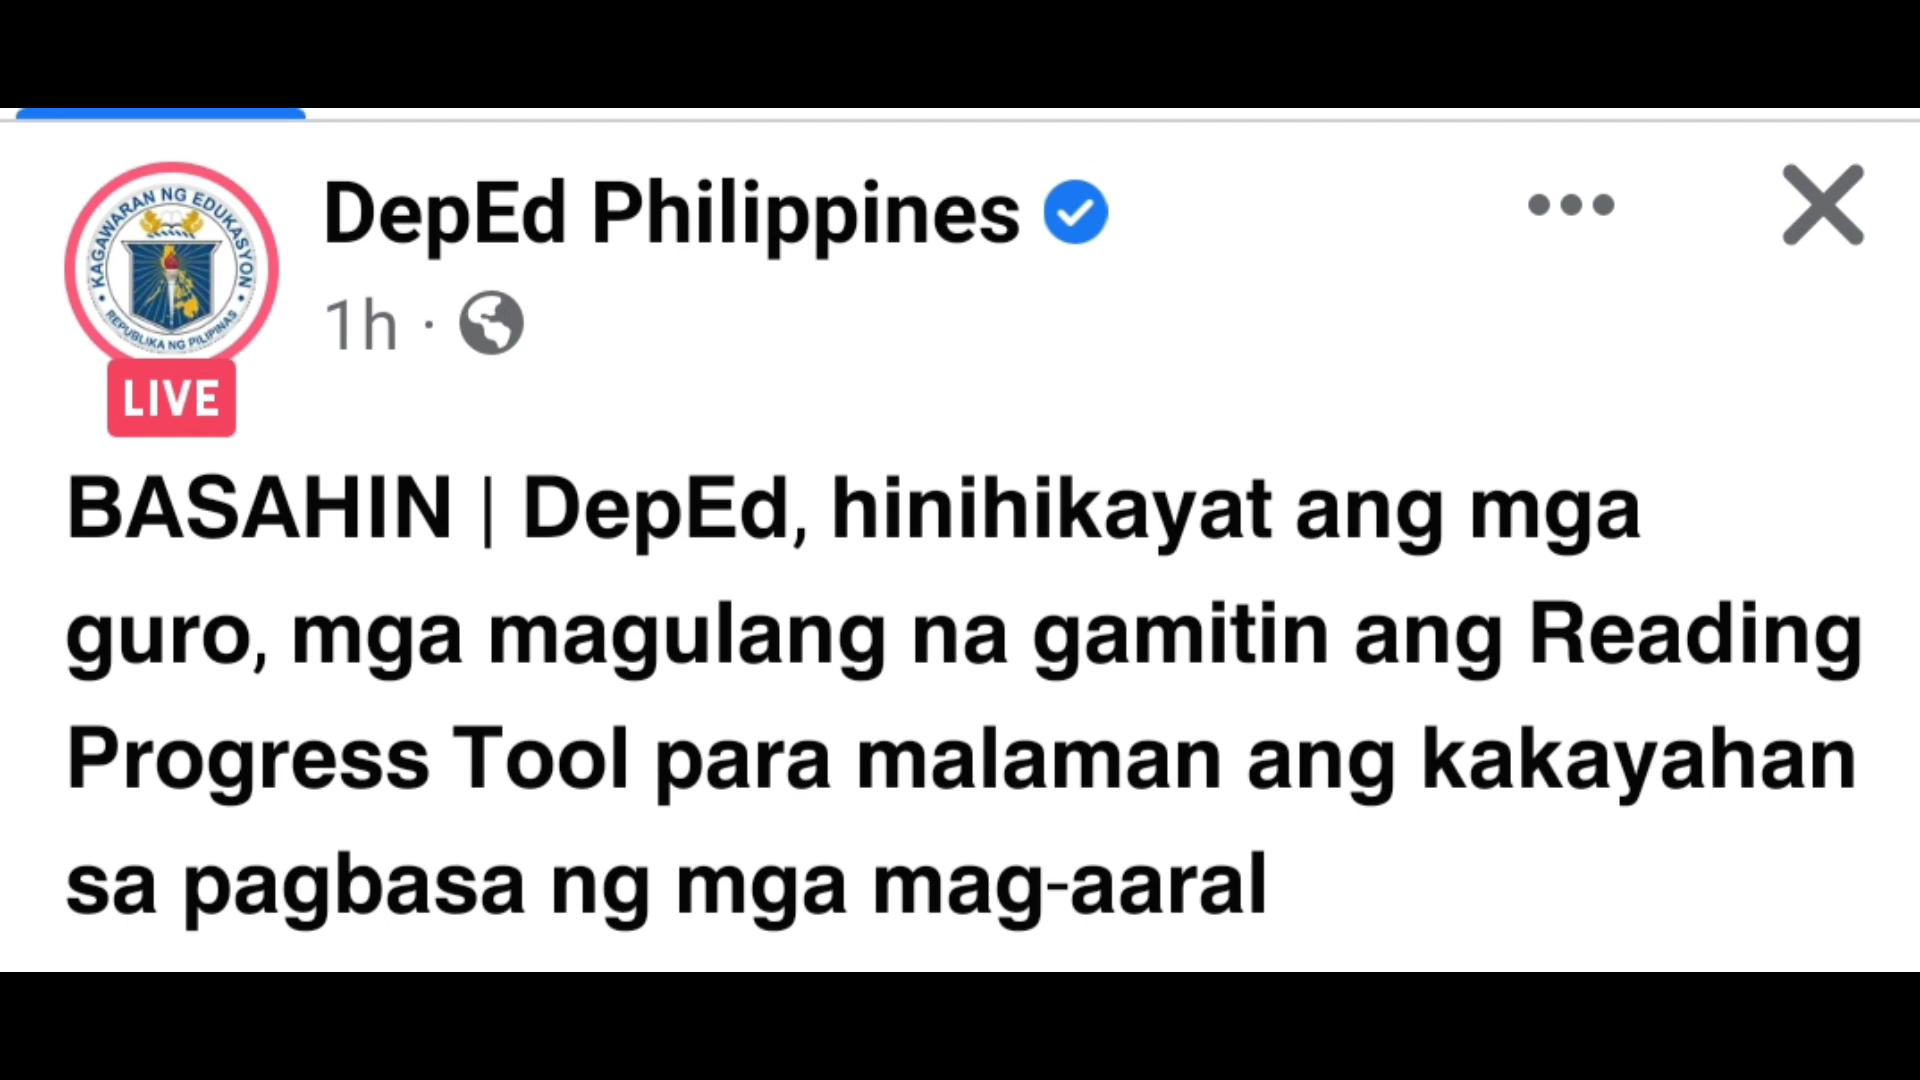 KAGAWARAN NG EDUKASYON
REPUBLIKA NG PILIPINAS
LIVE
DepEd Philippines
1h ·
BASAHIN | DepEd, hinihikayat ang mga
guro, mga magulang na gamitin ang Reading
Progress Tool para malaman ang kakayahan
sa pagbasa ng mga mag-aaral